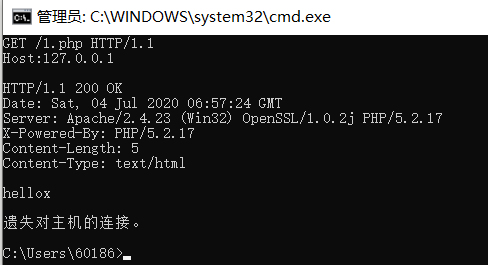 管理员: C:\WINDOWS\system32\cmd.exe
GET /1.php HTTP/1.1
Host:127.0.0.1
HTTP/1.1 200 OK
Date: Sat, 04 Jul 2020 06:57:24 GMT
Server: Apache/2.4.23 (Win32) OpenSSL/1.0.2j PHP/5.2.17
X-Powered-By: PHP/5.2.17
Content-Length: 5
Content-Type: text/html
hellox
遗失对主机的连接。
C:\Users\60186>